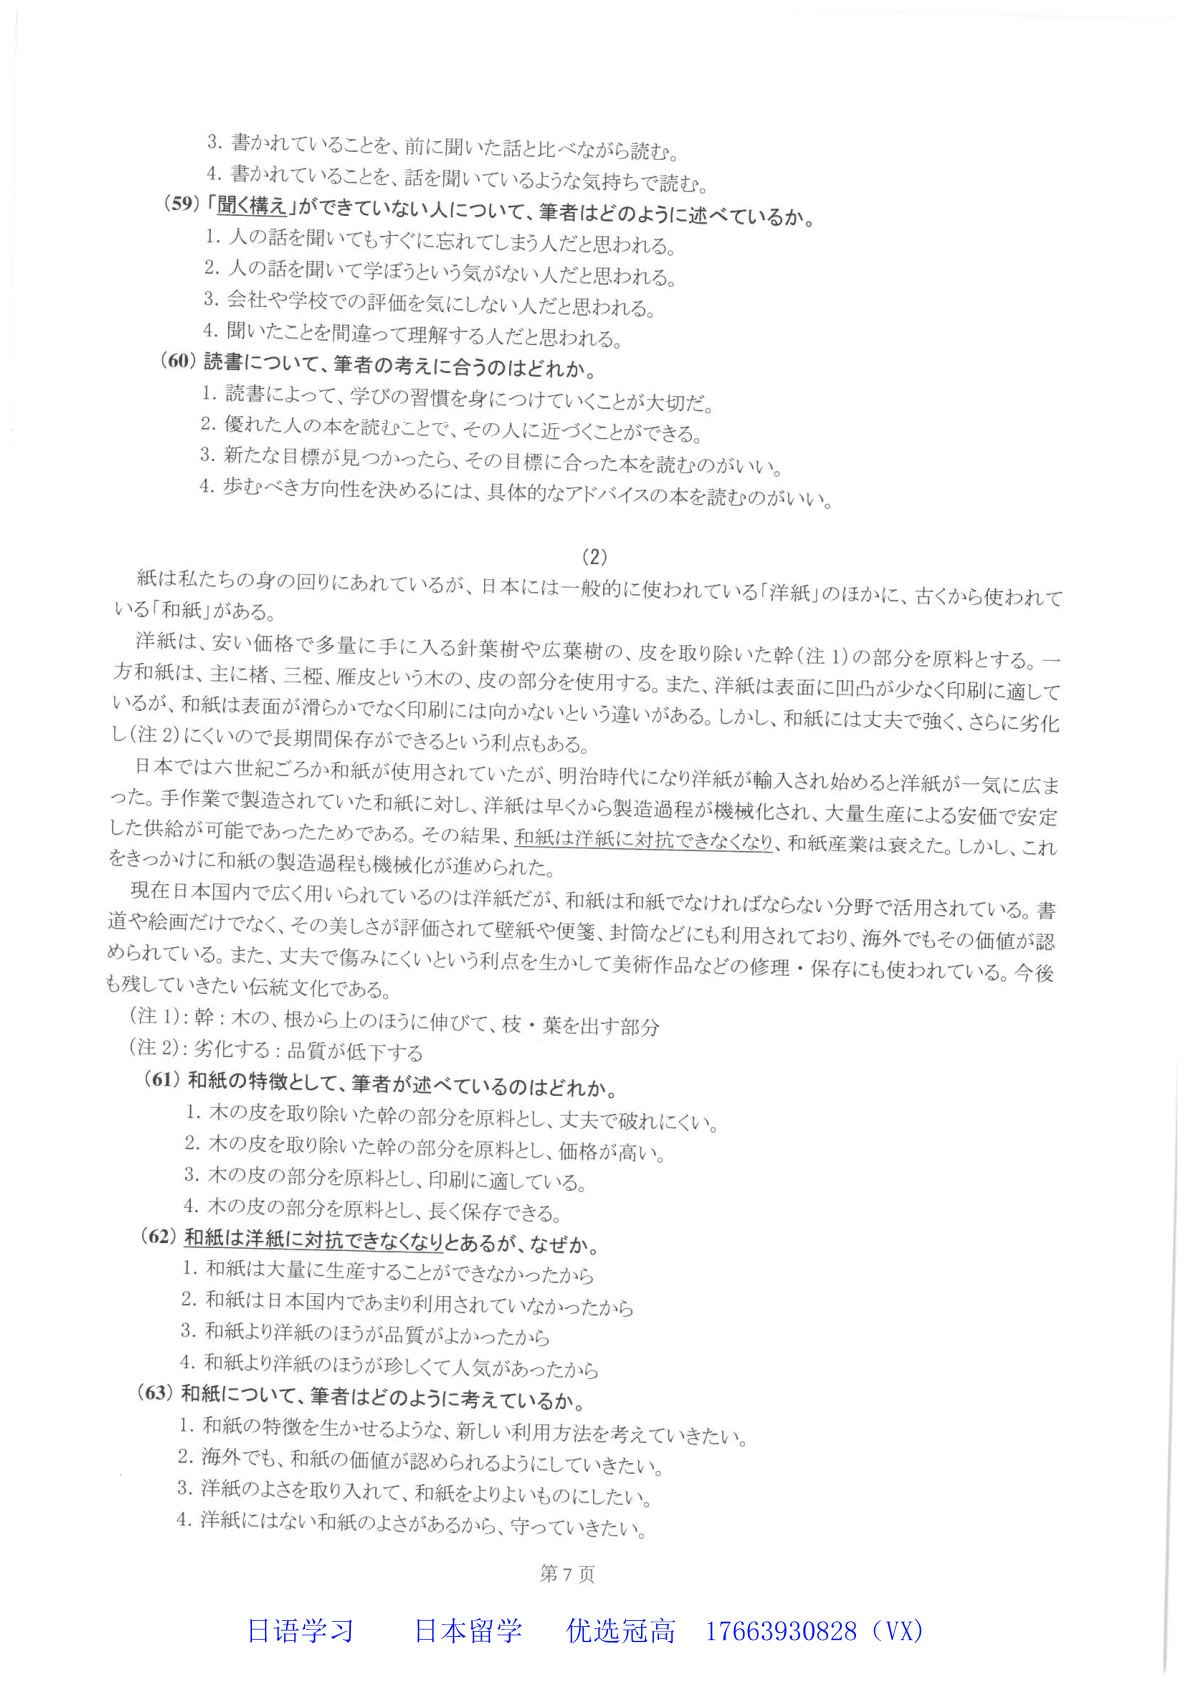 3. 書かれていることを、前に聞いた話と比べながら読む。
4. 書かれていることを、話を聞いているような気持ちで読む。
(59)「聞く構え」ができていない人について、筆者はどのように述べているか。
1. 人の話を聞いてもすぐに忘れてしまう人だと思われる。
2. 人の話を聞いて学ぼうという気がない人だと思われる。
3. 会社や学校での評価を気にしない人だと思われる。
4. 聞いたことを間違って理解する人だと思われる。
(60) 読書について、筆者の考えに合うのはどれか。
1. 読書によって、学びの習慣を身につけていくことが大切だ。
2. 優れた人の本を読むことで、その人に近づくことができる。
3. 新たな目標が見つかったら、その目標に合った本を読むのがいい。
4. 歩むべき方向性を決めるには、具体的なアドバイスの本を読むのがいい。
(2)
紙は私たちの身の回りにあれているが、日本には一般的に使われている「洋紙」のほかに、古くから使われて
いる「和紙」がある。
洋紙は、安い価格で多量に手に入る針葉樹や広葉樹の、皮を取り除いた幹(注1)の部分を原料とする。一
方和紙は、主に楮、三椏、雁皮という木の、皮の部分を使用する。また、洋紙は表面に凹凸が少なく印刷に適して
いるが、和紙は表面が滑らかでなく印刷には向かないという違いがある。しかし、和紙には丈夫で強く、さらに劣化
し(注2)にくいので長期間保存ができるという利点もある。
日本では六世紀ごろか和紙が使用されていたが、明治時代になり洋紙が輸入され始めると洋紙が一気に広ま
った。手作業で製造されていた和紙に対し、洋紙は早くから製造過程が機械化され、大量生産による安価で安定
した供給が可能であったためである。その結果、和紙は洋紙に対抗できなくなり、和紙産業は衰えた。しかし、これ
をきっかけに和紙の製造過程も機械化が進められた。
現在日本国内で広く用いられているのは洋紙だが、和紙は和紙でなければならない分野で活用されている。書
道や絵画だけでなく、その美しさが評価されて壁紙や便箋、封筒などにも利用されており、海外でもその価値が認
められている。また、丈夫で傷みにくいという利点を生かして美術作品などの修理・保存にも使われている。今後
も残していきたい伝統文化である。
(注1):幹:木の、根から上のほうに伸びて、枝・葉を出す部分
(注2):劣化する:品質が低下する
(61) 和紙の特徴として、筆者が述べているのはどれか。
1. 木の皮を取り除いた幹の部分を原料とし、丈夫で破れにくい。
2. 木の皮を取り除いた幹の部分を原料とし、価格が高い。
3. 木の皮の部分を原料とし、印刷に適している。
4. 木の皮の部分を原料とし、長く保存できる。
(62) 和紙は洋紙に対抗できなくなりとあるが、なぜか。
1. 和紙は大量に生産することができなかったから
2. 和紙は日本国内であまり利用されていなかったから
3. 和紙より洋紙のほうが品質がよかったから
4. 和紙より洋紙のほうが珍しくて人気があったから
(63) 和紙について、筆者はどのように考えているか。
1. 和紙の特徴を生かせるような、新しい利用方法を考えていきたい。
2. 海外でも、和紙の価値が認められるようにしていきたい。
3. 洋紙のよさを取り入れて、和紙をよりよいものにしたい。
4. 洋紙にはない和紙のよさがあるから、守っていきたい。
第 7 页
日语学习 日本留学 优选冠高 17663930828（VX）